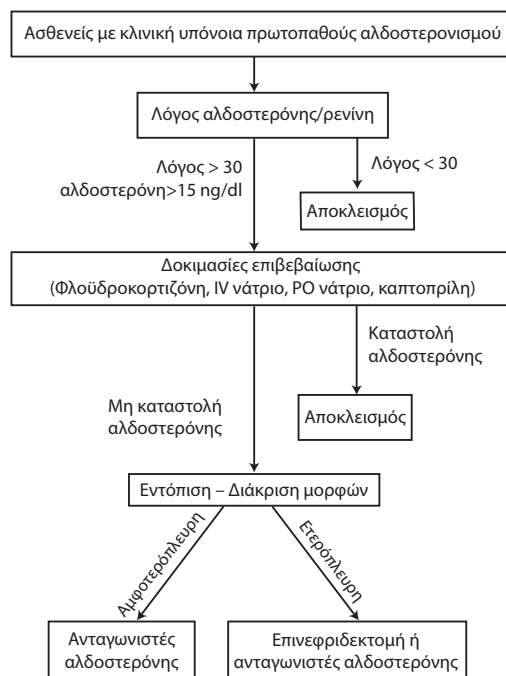 Ασθενείς με κλινική υπόνοια πρωτοπαθούς αλδοστερονισμού
Λόγος αλδοστερόνης/ρενίνη
Λόγος > 30
αλδοστερόνη>15 ng/dl
Λόγος < 30
Αποκλεισμός
Δοκιμασίες επιβεβαίωσης
(Φλοϋδροκορτιζόνη, IV νάτριο, PO νάτριο, καπτοπρίλη)
Καταστολή
αλδοστερόνης
Μη καταστολή
αλδοστερόνης
Αποκλεισμός
Εντόπιση – Διάκριση μορφών
Αμφοτερόπλευρη
Ετερόπλευρη
Ανταγωνιστές
αλδοστερόνης
Επινεφριδεκτομή ή
ανταγωνιστές αλδοστερόνης